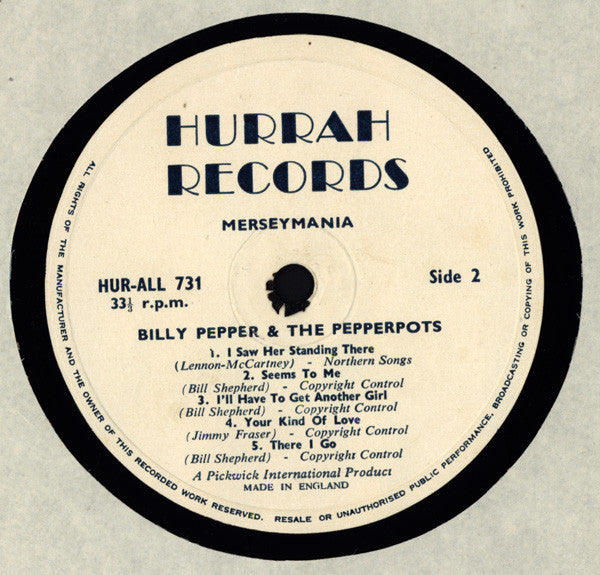 HURRAH
RECORDS
MERSEYMANIA
HUR-ALL 731
33⅓ r.p.m.
Side 2
BILLY PEPPER & THE PEPPERPOTS
1. I Saw Her Standing There
(Lennon-McCartney) - Northern Songs
2. Seems To Me
(Bill Shepherd) - Copyright Control
3. I'll Have To Get Another Girl
(Bill Shepherd) - Copyright Control
4. Your Kind Of Love
(Jimmy Fraser) - Copyright Control
5. There I Go
(Bill Shepherd) - Copyright Control
A Pickwick International Product
MADE IN ENGLAND
ALL RIGHTS OF THE MANUFACTURER AND THE OWNER OF THIS RECORDED WORK RESERVED. RESALE OR UNAUTHORISED PUBLIC PERFORMANCE, BROADCASTING OR COPYING OF THIS WORK PROHIBITED